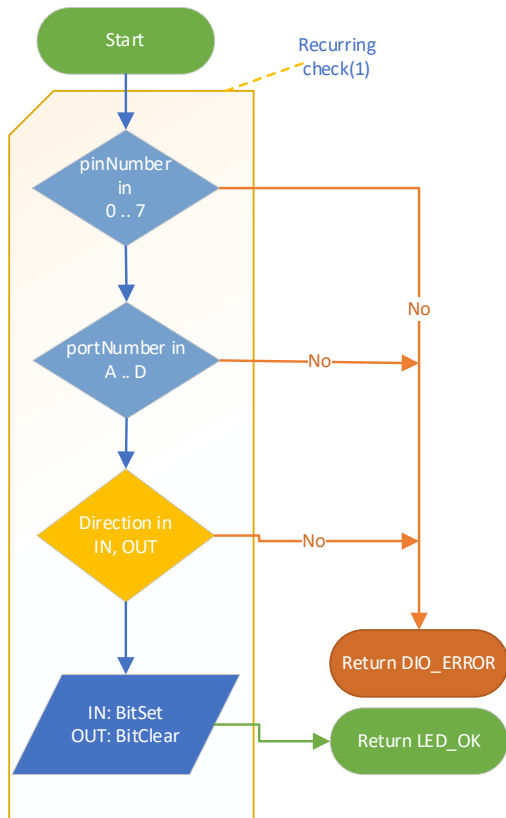 Start
Recurring
check(1)
pinNumber
in
0 .. 7
No
portNumber in
A .. D
No
Direction in
IN, OUT
No
Return DIO_ERROR
IN: BitSet
OUT: BitClear
Return LED_OK